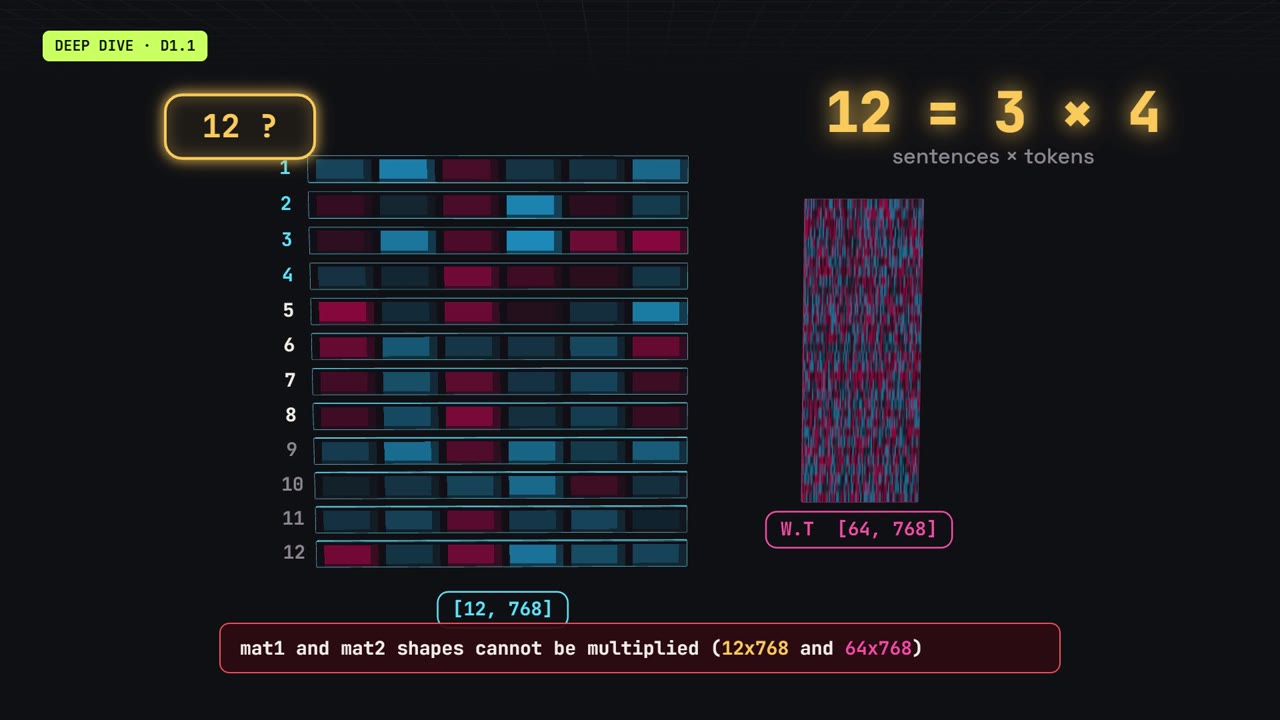 DEEP DIVE · D1.1
12 ?
12 = 3 × 4
sentences × tokens
1
2
3
4
5
6
7
8
9
10
11
12
W.T [64, 768]
[12, 768]
mat1 and mat2 shapes cannot be multiplied (12x768 and 64x768)